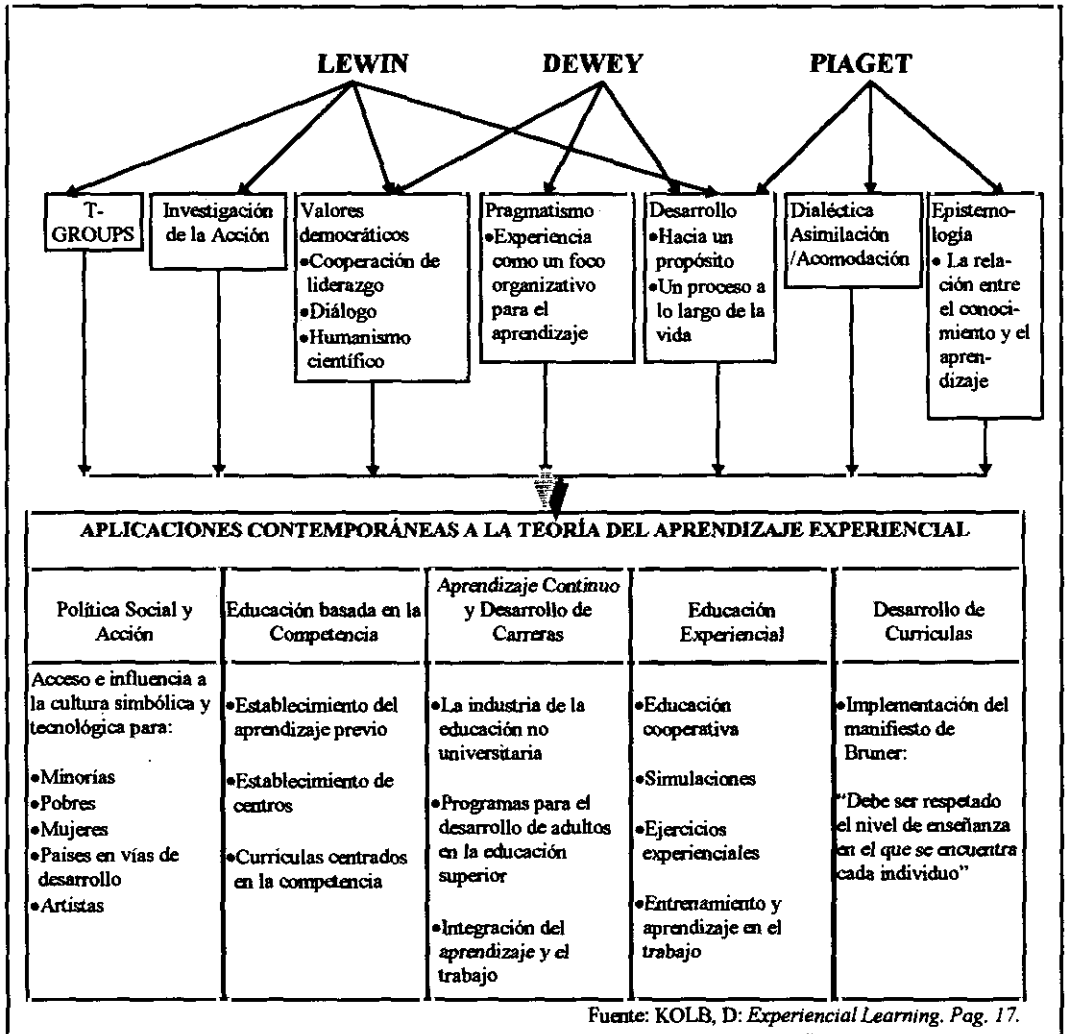 LEWIN DEWEY PIAGET
T-
GROUPS
Investigación
de la Acción
Valores
democráticos
•Cooperación de
liderazgo
•Diálogo
•Humanismo
científico
Pragmatismo
•Experiencia
como un foco
organizativo
para el
aprendizaje
Desarrollo
•Hacia un
propósito
•Un proceso a
lo largo de la
vida
Dialéctica
Asimilación
/Acomodación
Epistemo-
logía
• La rela-
ción entre
el conoci-
miento y el
apren-
dizaje
APLICACIONES CONTEMPORÁNEAS A LA TEORÍA DEL APRENDIZAJE EXPERIENCIAL
Política Social y
Acción
Educación basada en la
Competencia
Aprendizaje Continuo
y Desarrollo de
Carreras
Educación
Experiencial
Desarrollo de
Curriculas
Acceso e influencia a
la cultura simbólica y
tecnológica para:
•Minorías
•Pobres
•Mujeres
•Paises en vías de
desarrollo
•Artistas
•Establecimiento del
aprendizaje previo
•Establecimiento de
centros
•Curriculas centrados
en la competencia
•La industria de la
educación no
universitaria
•Programas para el
desarrollo de adultos
en la educación
superior
•Integración del
aprendizaje y el
trabajo
•Educación
cooperativa
•Simulaciones
•Ejercicios
experienciales
•Entrenamiento y
aprendizaje en el
trabajo
•Implementación del
manifiesto de
Bruner:
"Debe ser respetado
el nivel de enseñanza
en el que se encuentra
cada individuo"
Fuente: KOLB, D: Experiencial Learning. Pag. 17.